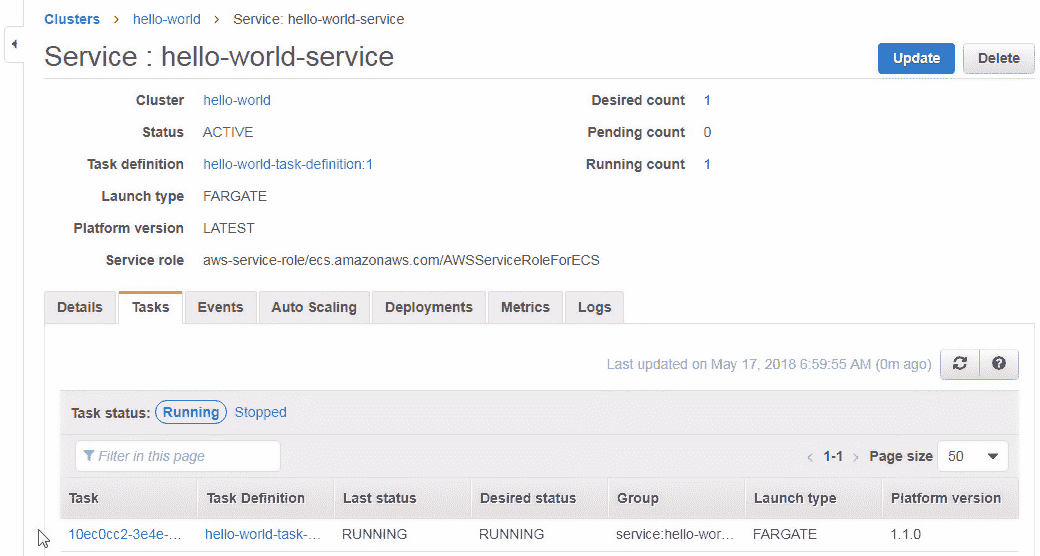 Clusters > hello-world > Service: hello-world-service
Service : hello-world-service
Update Delete
Cluster hello-world Desired count 1
Status ACTIVE Pending count 0
Task definition hello-world-task-definition:1 Running count 1
Launch type FARGATE
Platform version LATEST
Service role aws-service-role/ecs.amazonaws.com/AWSServiceRoleForECS
Details Tasks Events Auto Scaling Deployments Metrics Logs
Last updated on May 17, 2018 6:59:55 AM (0m ago)
Task status: Running Stopped
Filter in this page < 1-1 > Page size 50
Task Task Definition Last status Desired status Group Launch type Platform version
10ec0cc2-3e4e-... hello-world-task-... RUNNING RUNNING service:hello-wor... FARGATE 1.1.0